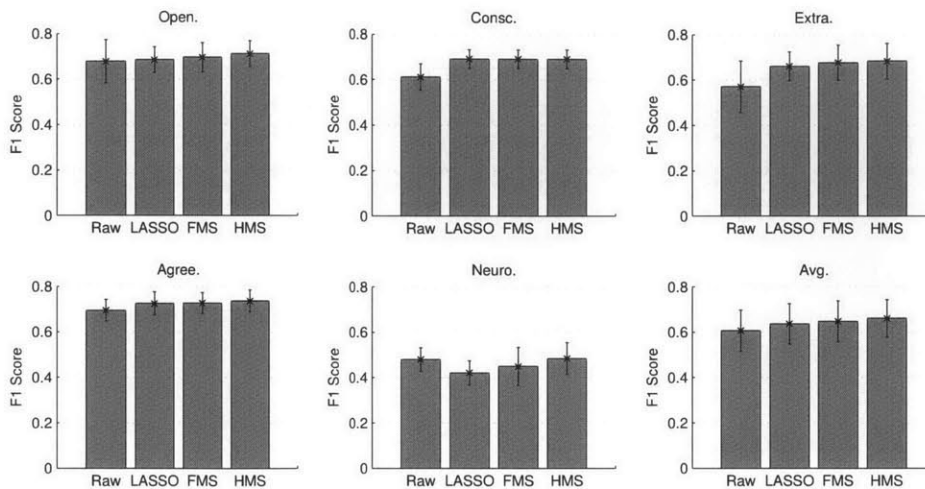 Open.
0.8
0.6
0.4
0.2
0
F1 Score
Raw LASSO FMS HMS
Consc.
0.8
0.6
0.4
0.2
0
F1 Score
Raw LASSO FMS HMS
Extra.
0.8
0.6
0.4
0.2
0
F1 Score
Raw LASSO FMS HMS
Agree.
0.8
0.6
0.4
0.2
0
F1 Score
Raw LASSO FMS HMS
Neuro.
0.8
0.6
0.4
0.2
0
F1 Score
Raw LASSO FMS HMS
Avg.
0.8
0.6
0.4
0.2
0
F1 Score
Raw LASSO FMS HMS